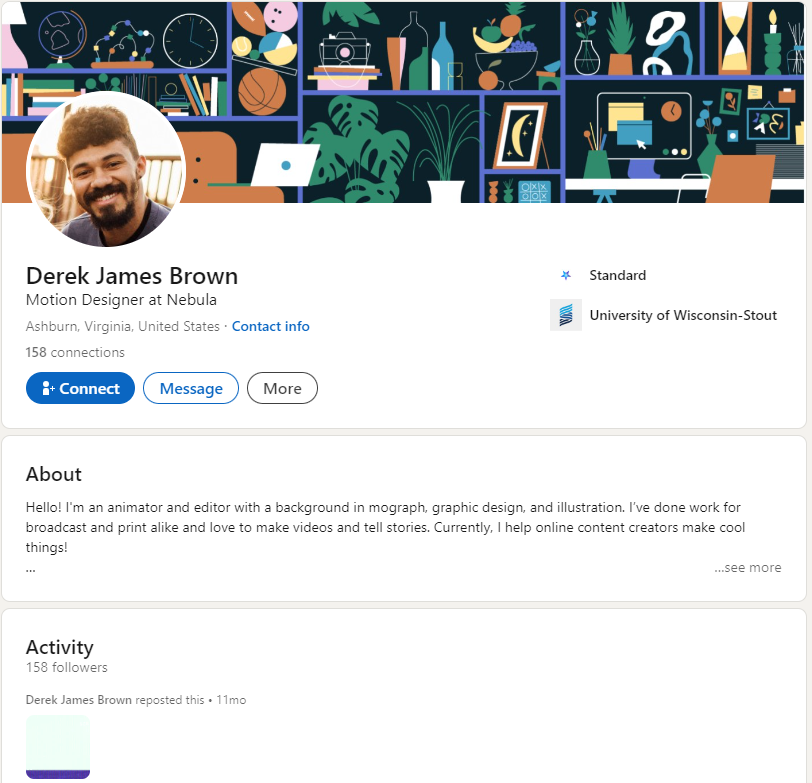 Derek James Brown
Motion Designer at Nebula
Ashburn, Virginia, United States · Contact info
158 connections
Connect
Message
More
Standard
University of Wisconsin-Stout
About
Hello! I'm an animator and editor with a background in mograph, graphic design, and illustration. I've done work for
broadcast and print alike and love to make videos and tell stories. Currently, I help online content creators make cool
things!
...
...see more
Activity
158 followers
Derek James Brown reposted this • 11mo